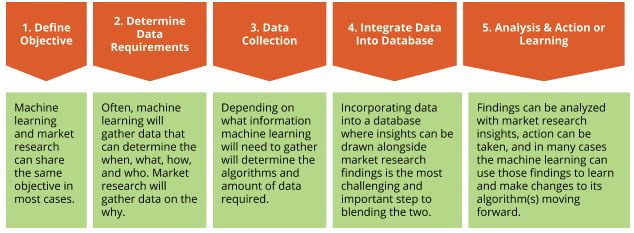 1. Define
Objective
2. Determine
Data
Requirements
3. Data
Collection
4. Integrate Data
Into Database
5. Analysis & Action or
Learning
Machine
learning
and market
research
can share
the same
objective in
most cases.
Often, machine
learning will
gather data that
can determine the
when, what, how,
and who. Market
research will
gather data on the
why.
Depending on
what information
machine learning
will need to gather
will determine the
algorithms and
amount of data
required.
Incorporating data
into a database
where insights can be
drawn alongside
market research
findings is the most
challenging and
important step to
blending the two.
Findings can be analyzed
with market research
insights, action can be
taken, and in many cases
the machine learning can
use those findings to learn
and make changes to its
algorithm(s) moving
forward.